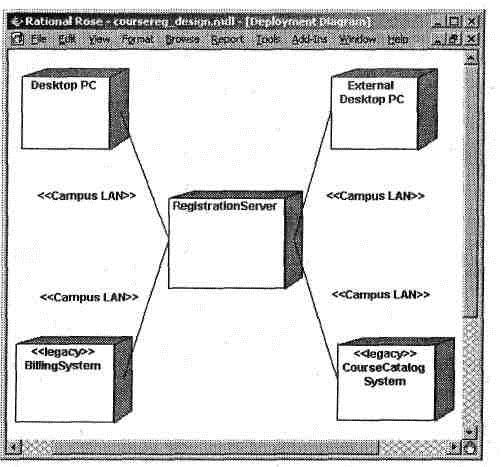 Rational Rose - coursereg_design.null - [Deployment Diagram]
File Edit View Format Browse Report Tools Add-Ins Window Help
Desktop PC
External
Desktop PC
<<Campus LAN>>
<<Campus LAN>>
RegistrationServer
<<Campus LAN>>
<<Campus LAN>>
<<legacy>>
BillingSystem
<<legacy>>
CourseCatalog
System